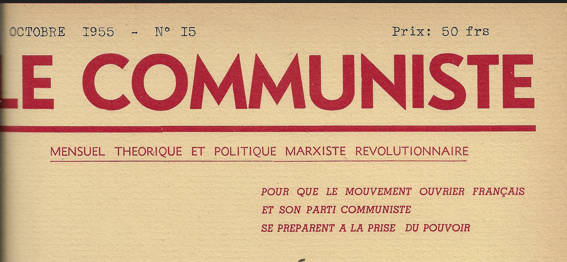 OCTOBRE 1955 - N° 15 Prix: 50 frs
LE COMMUNISTE
MENSUEL THEORIQUE ET POLITIQUE MARXISTE REVOLUTIONNAIRE
POUR QUE LE MOUVEMENT OUVRIER FRANÇAIS
ET SON PARTI COMMUNISTE
SE PREPARENT A LA PRISE DU POUVOIR